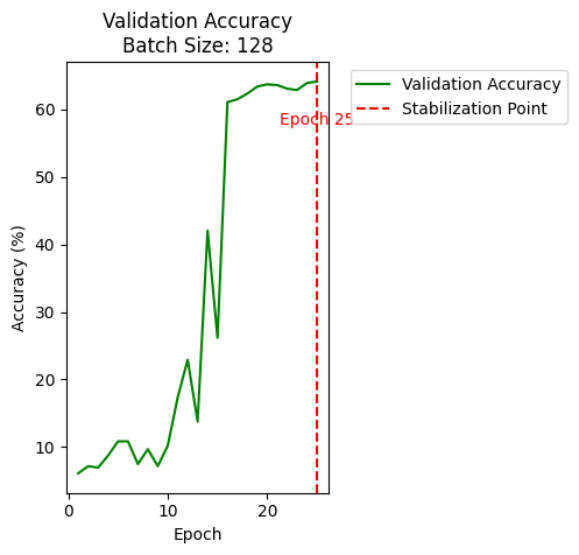 Validation Accuracy
Batch Size: 128
Validation Accuracy
Stabilization Point
Epoch 25
Accuracy (%)
60
50
40
30
20
10
0
10
20
Epoch